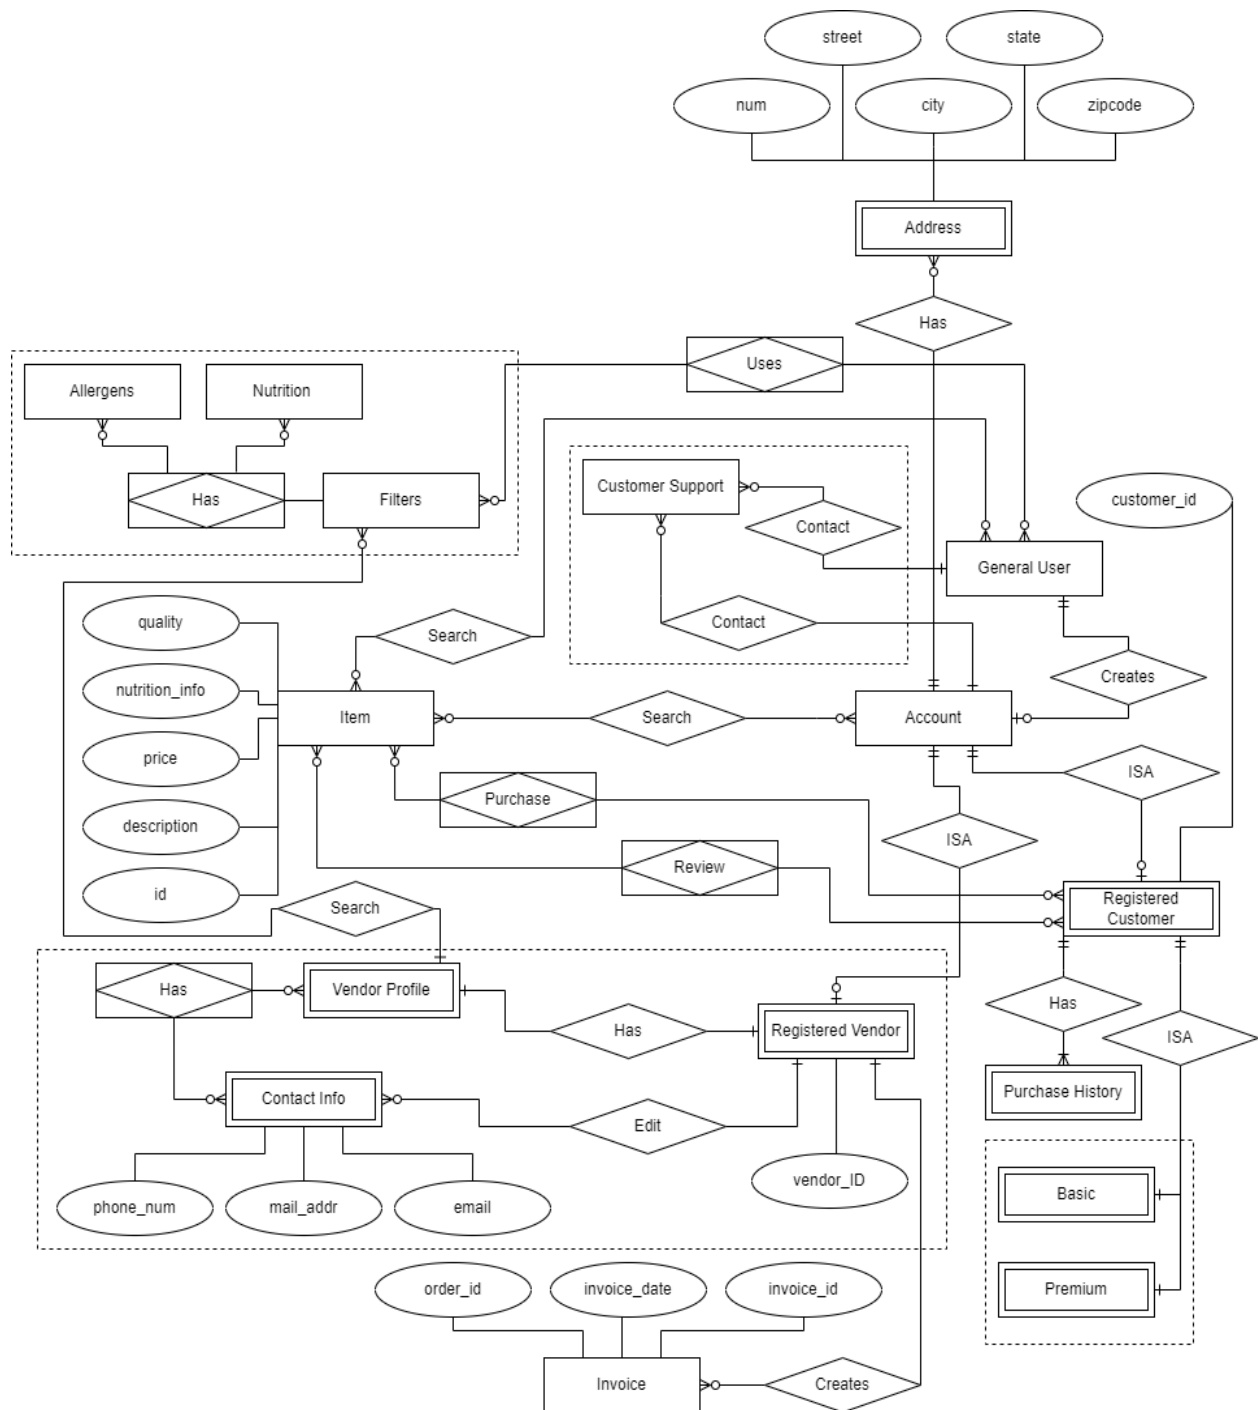 street
state
num
city
zipcode
Address
Has
Uses
Allergens
Nutrition
Customer Support
customer_id
Has
Filters
Contact
General User
quality
Search
Contact
nutrition_info
Creates
Item
Search
Account
price
ISA
Purchase
description
ISA
Review
id
Search
Registered
Customer
Has
Vendor Profile
Has
Has
Registered Vendor
ISA
Contact Info
Purchase History
Edit
vendor_ID
Basic
phone_num
mail_addr
email
order_id
invoice_date
invoice_id
Premium
Invoice
Creates